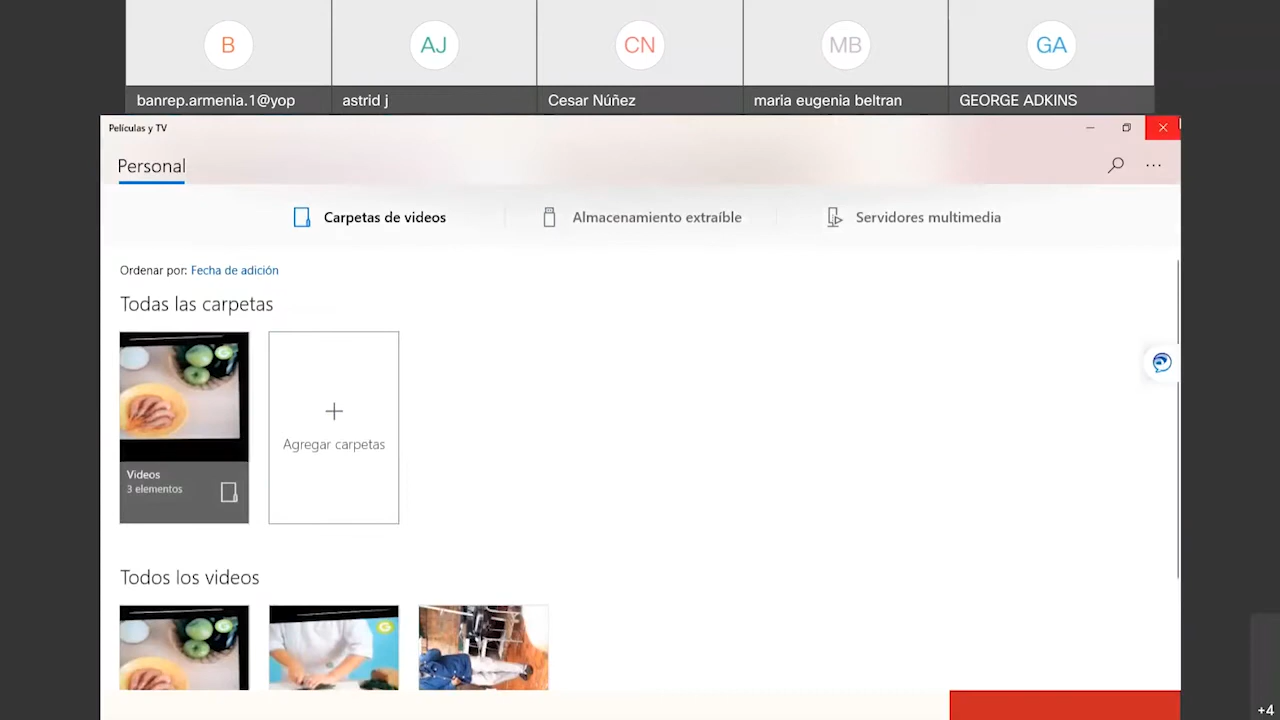 B
AJ
CN
MB
GA
banrep.armenia.1@yop
astrid j
Cesar Núñez
maria eugenia beltran
GEORGE ADKINS
Películas y TV
Personal
Carpetas de videos
Almacenamiento extraíble
Servidores multimedia
Ordenar por: Fecha de adición
Todas las carpetas
Agregar carpetas
Videos
3 elementos
Todos los videos
+4